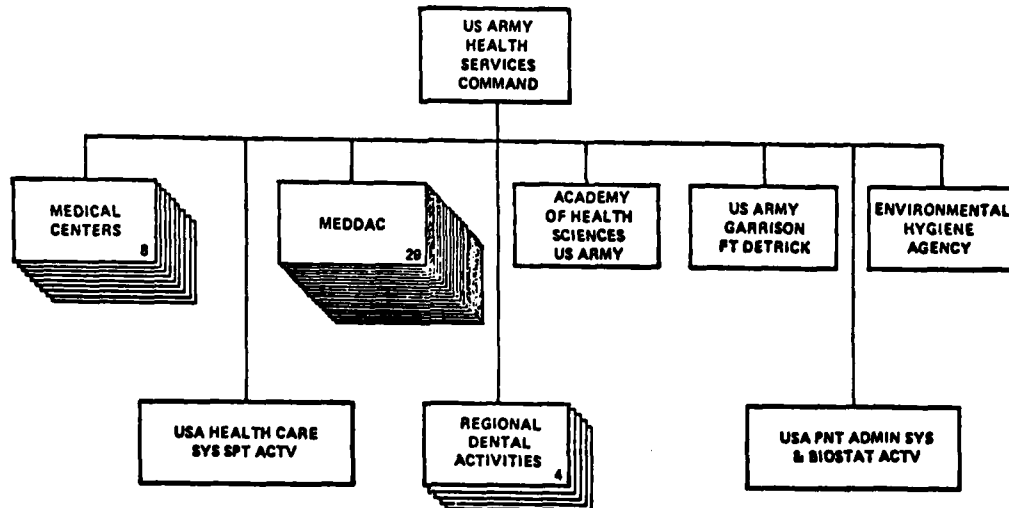 US ARMY
HEALTH
SERVICES
COMMAND
MEDICAL
CENTERS
8
MEDDAC
29
ACADEMY
OF HEALTH
SCIENCES
US ARMY
US ARMY
GARRISON
FT DETRICK
ENVIRONMENTAL
HYGIENE
AGENCY
USA HEALTH CARE
SYS SPT ACTV
REGIONAL
DENTAL
ACTIVITIES
4
USA PNT ADMIN SYS
& BIOSTAT ACTV